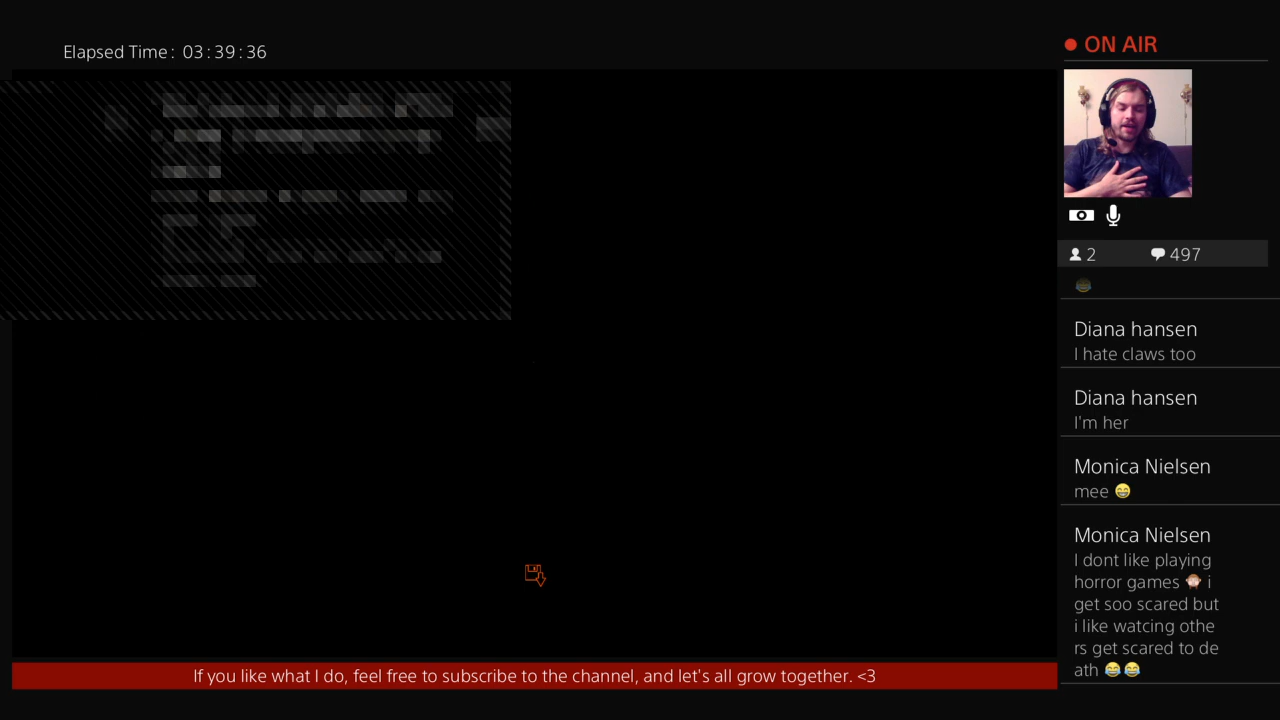 Elapsed Time: 03:39:36
ON AIR
2
497
Diana hansen
I hate claws too
Diana hansen
I'm her
Monica Nielsen
mee 😁
Monica Nielsen
I dont like playing
horror games 🙈 i
get soo scared but
i like watcing othe
rs get scared to de
ath 😂😂
If you like what I do, feel free to subscribe to the channel, and let's all grow together. <3